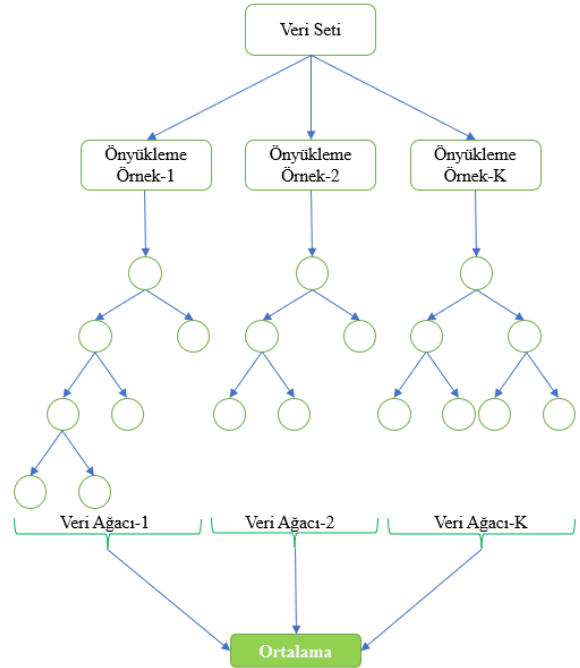 Veri Seti
Önyükleme
Örnek-1
Önyükleme
Örnek-2
Önyükleme
Örnek-K
Veri Ağacı-1
Veri Ağacı-2
Veri Ağacı-K
Ortalama